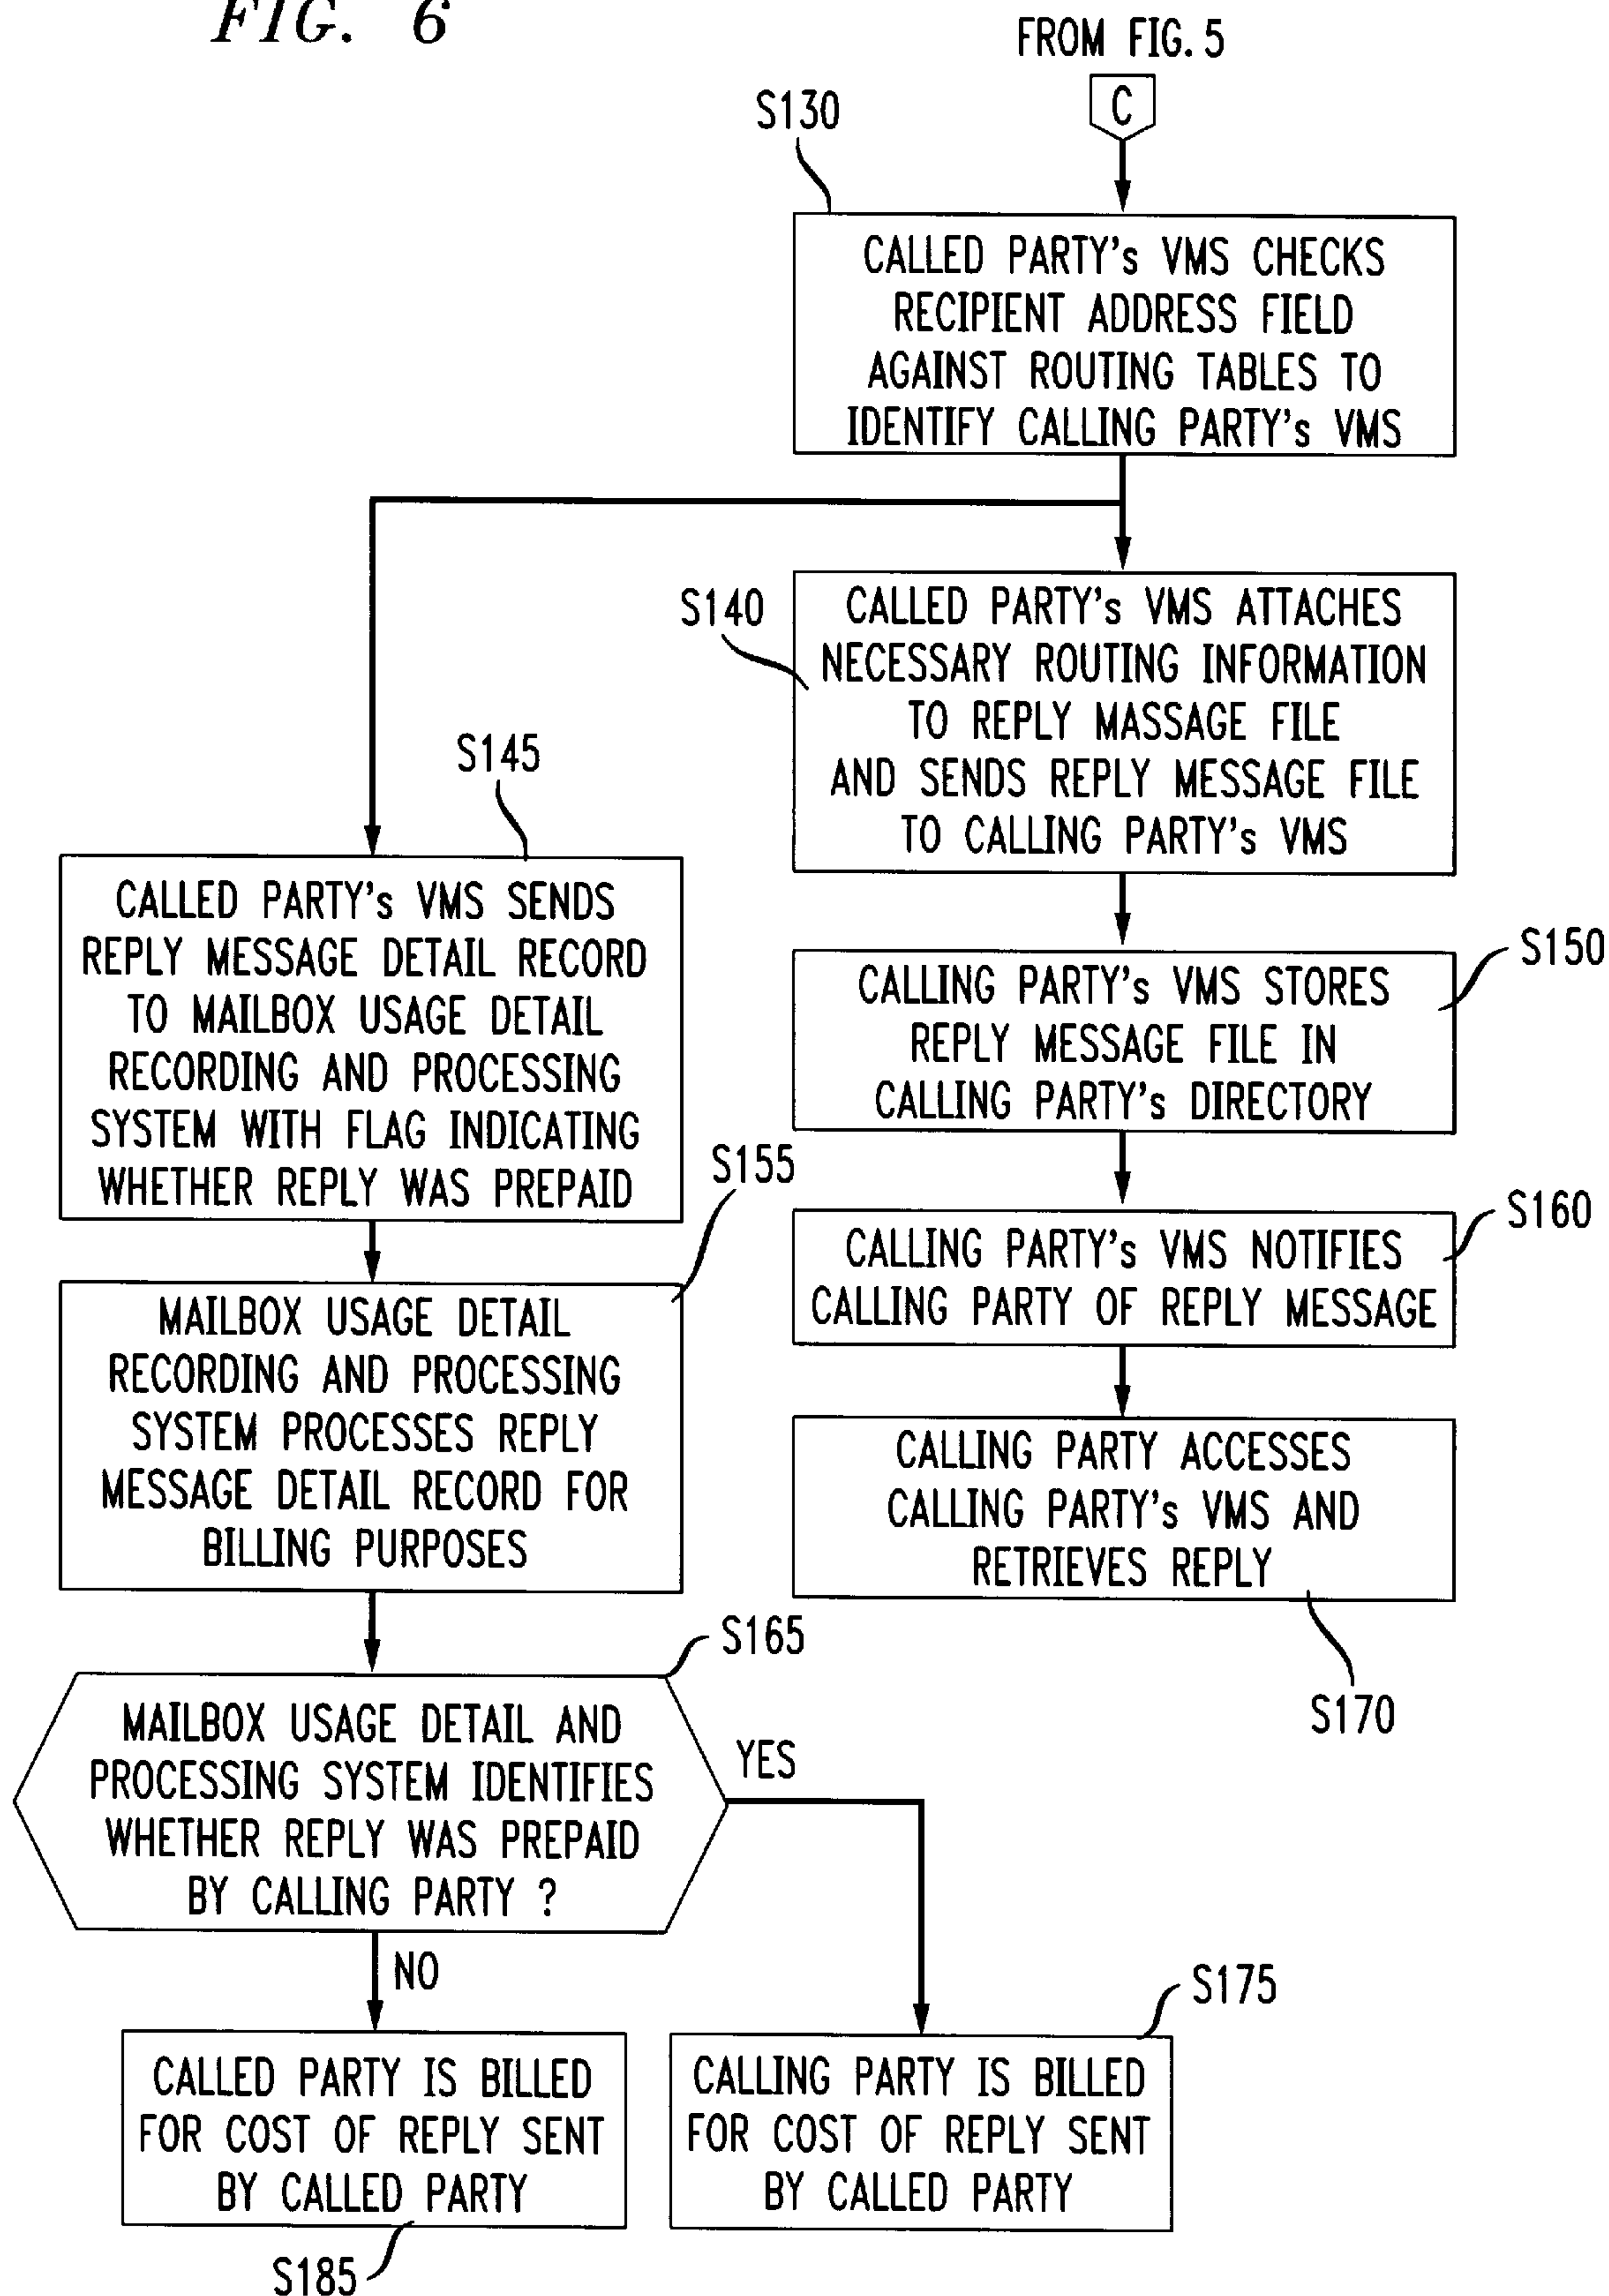 FIG. 6
FROM FIG. 5
C
S130
CALLED PARTY's VMS CHECKS
RECIPIENT ADDRESS FIELD
AGAINST ROUTING TABLES TO
IDENTIFY CALLING PARTY's VMS
S140
CALLED PARTY's VMS ATTACHES
NECESSARY ROUTING INFORMATION
TO REPLY MASSAGE FILE
AND SENDS REPLY MESSAGE FILE
TO CALLING PARTY's VMS
S145
CALLED PARTY's VMS SENDS
REPLY MESSAGE DETAIL RECORD
TO MAILBOX USAGE DETAIL
RECORDING AND PROCESSING
SYSTEM WITH FLAG INDICATING
WHETHER REPLY WAS PREPAID
S150
CALLING PARTY's VMS STORES
REPLY MESSAGE FILE IN
CALLING PARTY's DIRECTORY
S155
MAILBOX USAGE DETAIL
RECORDING AND PROCESSING
SYSTEM PROCESSES REPLY
MESSAGE DETAIL RECORD FOR
BILLING PURPOSES
S160
CALLING PARTY's VMS NOTIFIES
CALLING PARTY OF REPLY MESSAGE
CALLING PARTY ACCESSES
CALLING PARTY's VMS AND
RETRIEVES REPLY
S170
S165
MAILBOX USAGE DETAIL AND
PROCESSING SYSTEM IDENTIFIES
WHETHER REPLY WAS PREPAID
BY CALLING PARTY ?
YES
NO
S175
CALLED PARTY IS BILLED
FOR COST OF REPLY SENT
BY CALLED PARTY
S185
CALLING PARTY IS BILLED
FOR COST OF REPLY SENT
BY CALLED PARTY